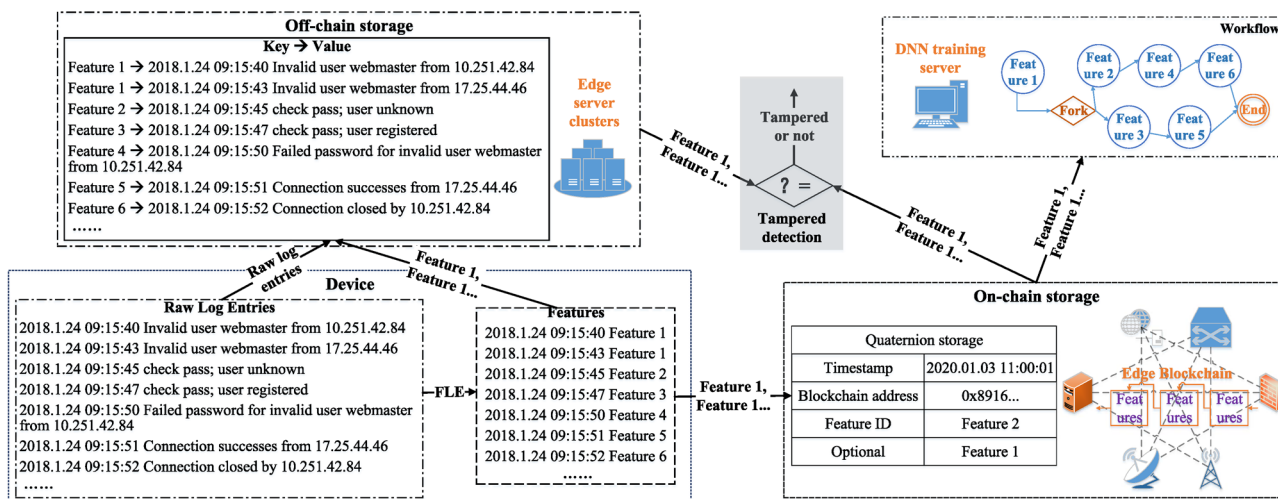 Off-chain storage
Key → Value
Feature 1 → 2018.1.24 09:15:40 Invalid user webmaster from 10.251.42.84
Feature 1 → 2018.1.24 09:15:43 Invalid user webmaster from 17.25.44.46
Feature 2 → 2018.1.24 09:15:45 check pass; user unknown
Feature 3 → 2018.1.24 09:15:47 check pass; user registered
Feature 4 → 2018.1.24 09:15:50 Failed password for invalid user webmaster
from 10.251.42.84
Feature 5 → 2018.1.24 09:15:51 Connection successes from 17.25.44.46
Feature 6 → 2018.1.24 09:15:52 Connection closed by 10.251.42.84
……
Edge
server
clusters
Feature 1,
Feature 1...
Tampered
or not
? =
Tampered
detection
Feature 1,
Feature 1...
Workflow
DNN training
server
Feat
ure 1
Fork
Feat
ure 2
Feat
ure 4
Feat
ure 6
Feat
ure 3
Feat
ure 5
End
Feature 1,
Feature 1...
Raw log
entries
Feature 1,
Feature 1...
Device
Raw Log Entries
2018.1.24 09:15:40 Invalid user webmaster from 10.251.42.84
2018.1.24 09:15:43 Invalid user webmaster from 17.25.44.46
2018.1.24 09:15:45 check pass; user unknown
2018.1.24 09:15:47 check pass; user registered
2018.1.24 09:15:50 Failed password for invalid user webmaster
from 10.251.42.84
2018.1.24 09:15:51 Connection successes from 17.25.44.46
2018.1.24 09:15:52 Connection closed by 10.251.42.84
……
FLE
Features
2018.1.24 09:15:40 Feature 1
2018.1.24 09:15:43 Feature 1
2018.1.24 09:15:45 Feature 2
2018.1.24 09:15:47 Feature 3
2018.1.24 09:15:50 Feature 4
2018.1.24 09:15:51 Feature 5
2018.1.24 09:15:52 Feature 6
……
Feature 1,
Feature 1...
On-chain storage
Quaternion storage
Timestamp 2020.01.03 11:00:01
Blockchain address 0x8916...
Feature ID Feature 2
Optional Feature 1
Edge Blockchain
Feat
ures
Feat
ures
Feat
ures